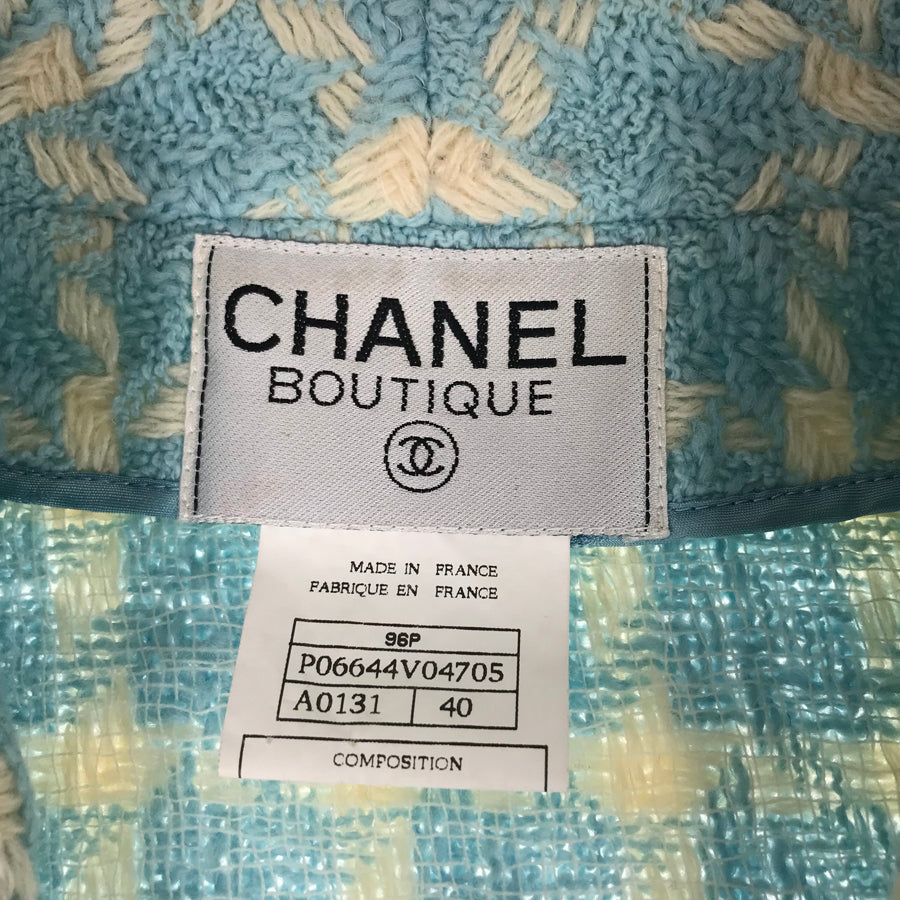 CHANEL
BOUTIQUE
MADE IN FRANCE
FABRIQUE EN FRANCE
96P
P06644V04705
A0131 40
COMPOSITION